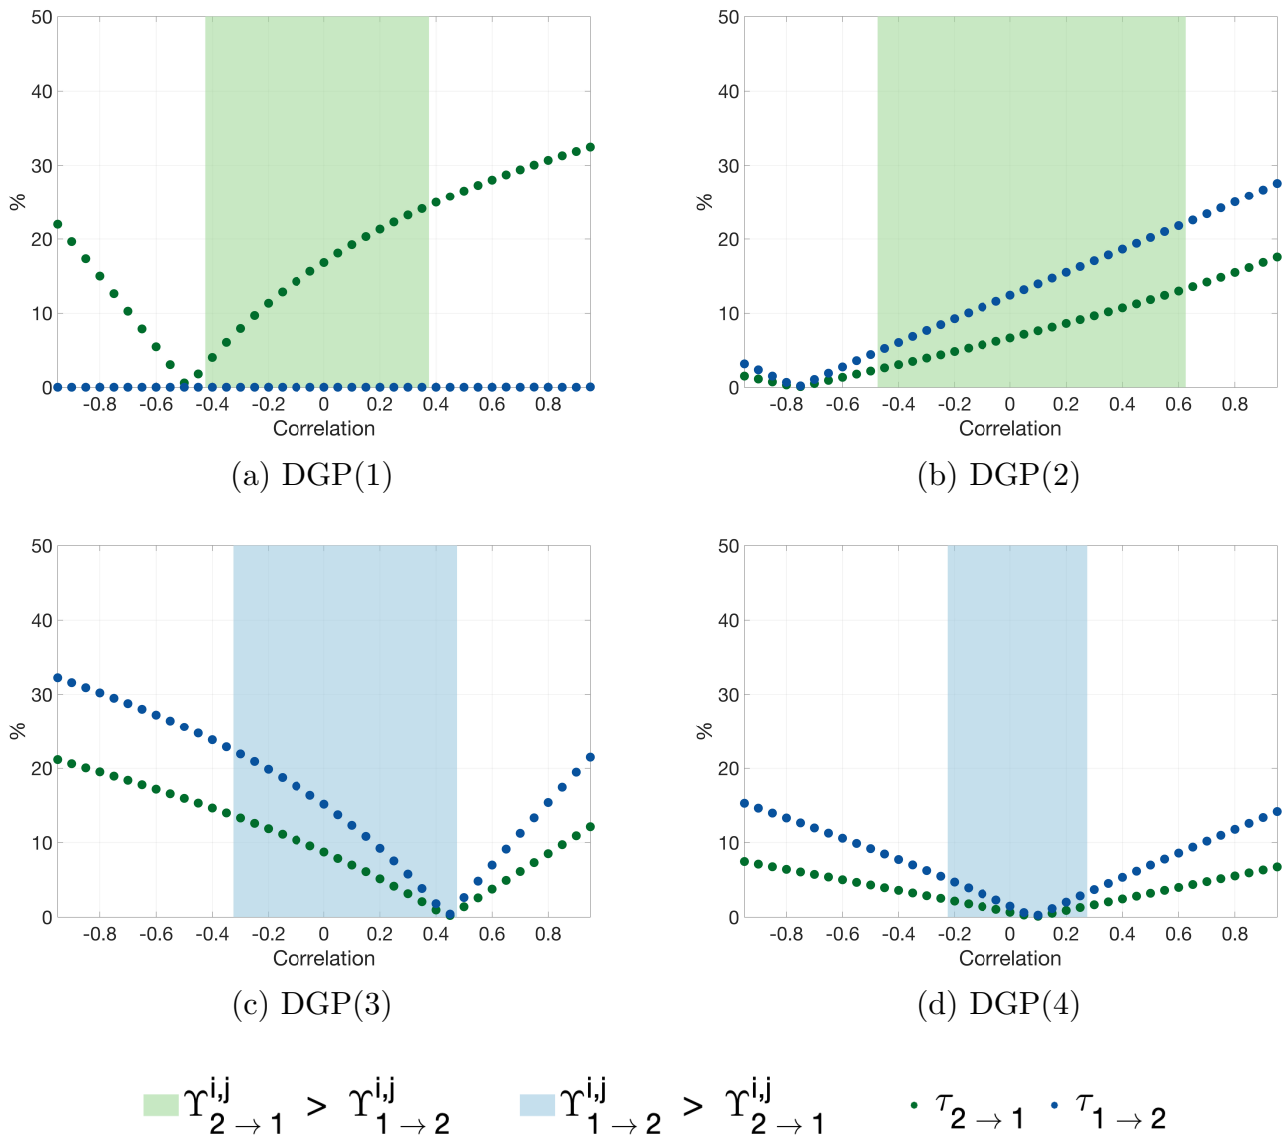 50 50
40 40
30 30
% %
20 20
10 10
0 0
-0.8 -0.6 -0.4 -0.2 0 0.2 0.4 0.6 0.8 -0.8 -0.6 -0.4 -0.2 0 0.2 0.4 0.6 0.8
Correlation Correlation
(a) DGP(1) (b) DGP(2)
50 50
40 40
30 30
% %
20 20
10 10
0 0
-0.8 -0.6 -0.4 -0.2 0 0.2 0.4 0.6 0.8 -0.8 -0.6 -0.4 -0.2 0 0.2 0.4 0.6 0.8
Correlation Correlation
(c) DGP(3) (d) DGP(4)
ϒ^{i,j}_{2→1} > ϒ^{i,j}_{1→2} ϒ^{i,j}_{1→2} > ϒ^{i,j}_{2→1} τ_{2→1} τ_{1→2}